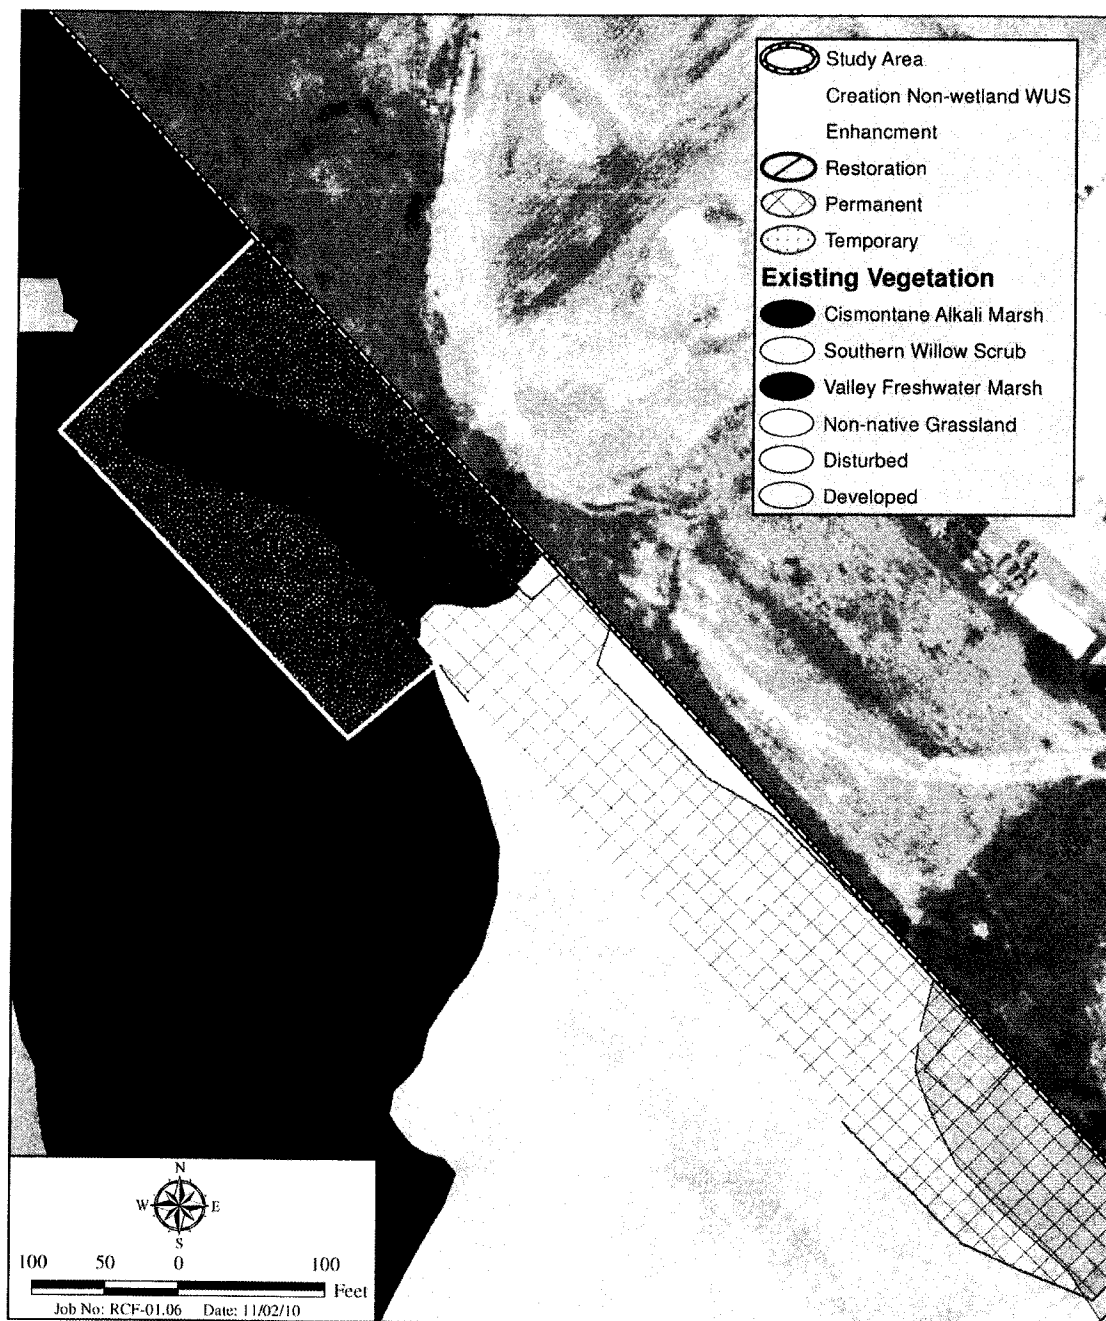 Study Area
Creation Non-wetland WUS
Enhancment
Restoration
Permanent
Temporary
Existing Vegetation
Cismontane Alkali Marsh
Southern Willow Scrub
Valley Freshwater Marsh
Non-native Grassland
Disturbed
Developed
N
W E
S
100 50 0 100
Feet
Job No: RCF-01.06 Date: 11/02/10